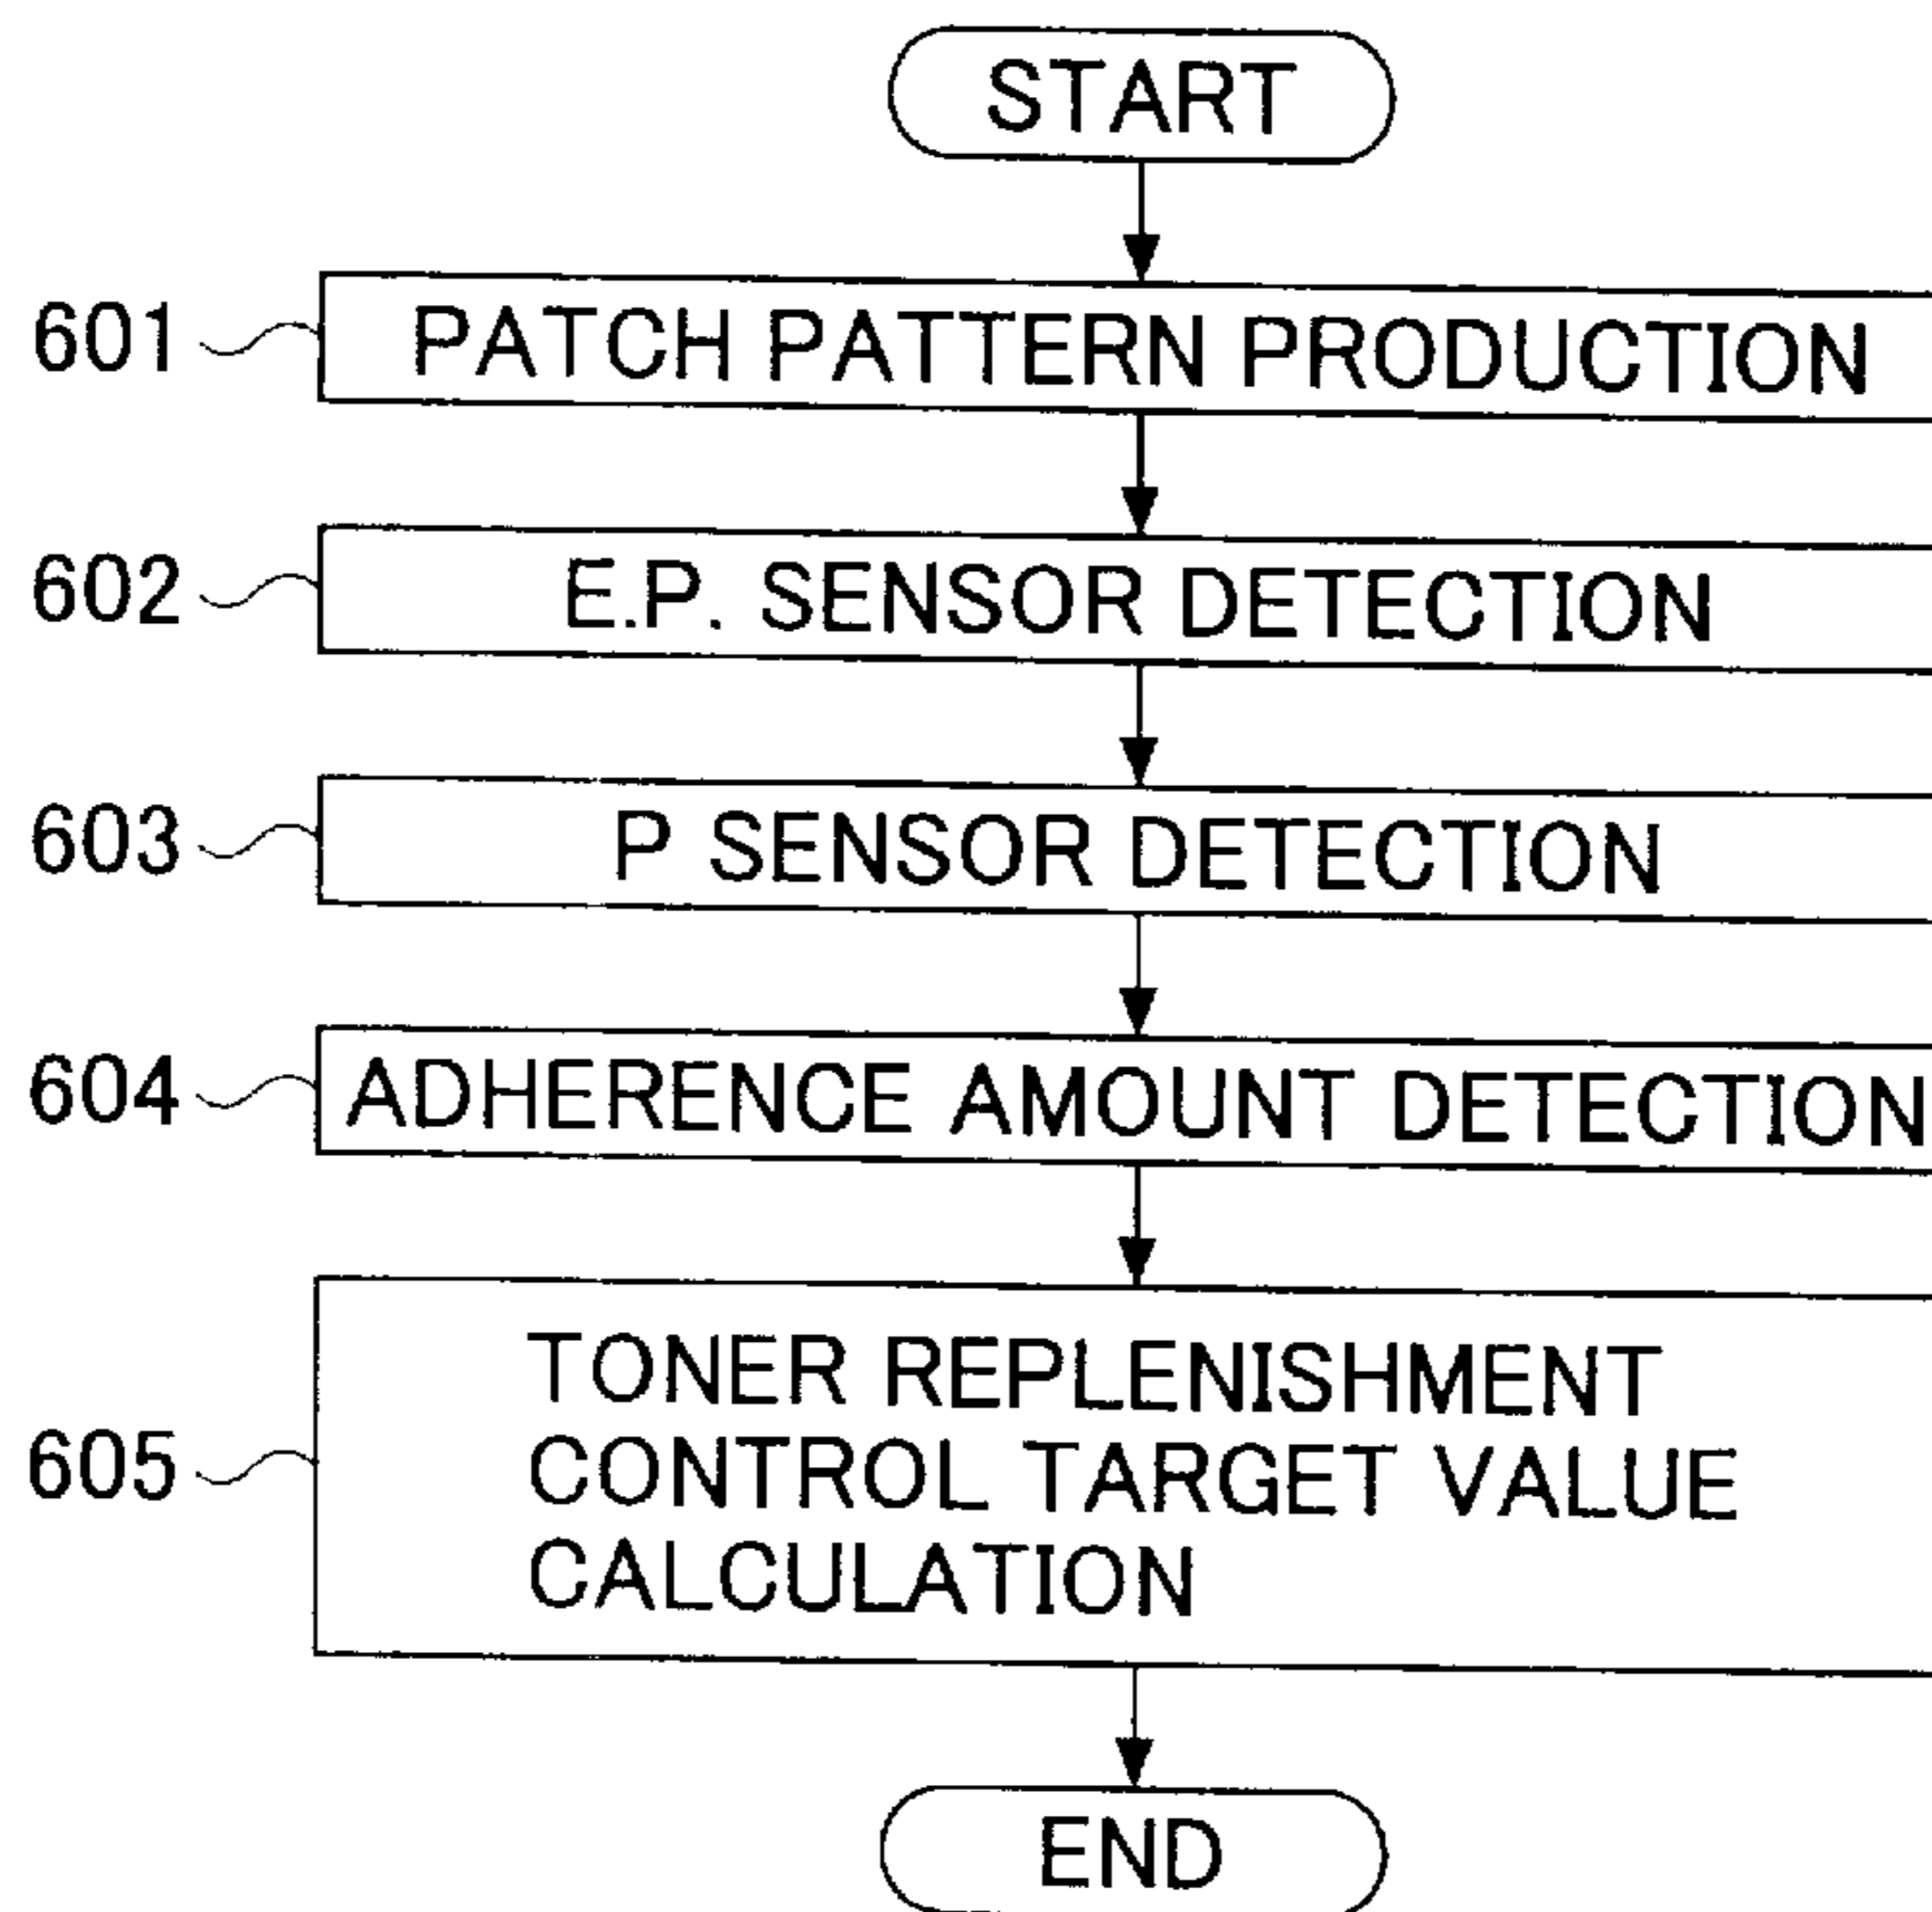 START
601 PATCH PATTERN PRODUCTION
602 E.P. SENSOR DETECTION
603 P SENSOR DETECTION
604 ADHERENCE AMOUNT DETECTION
TONER REPLENISHMENT
605 CONTROL TARGET VALUE
CALCULATION
END